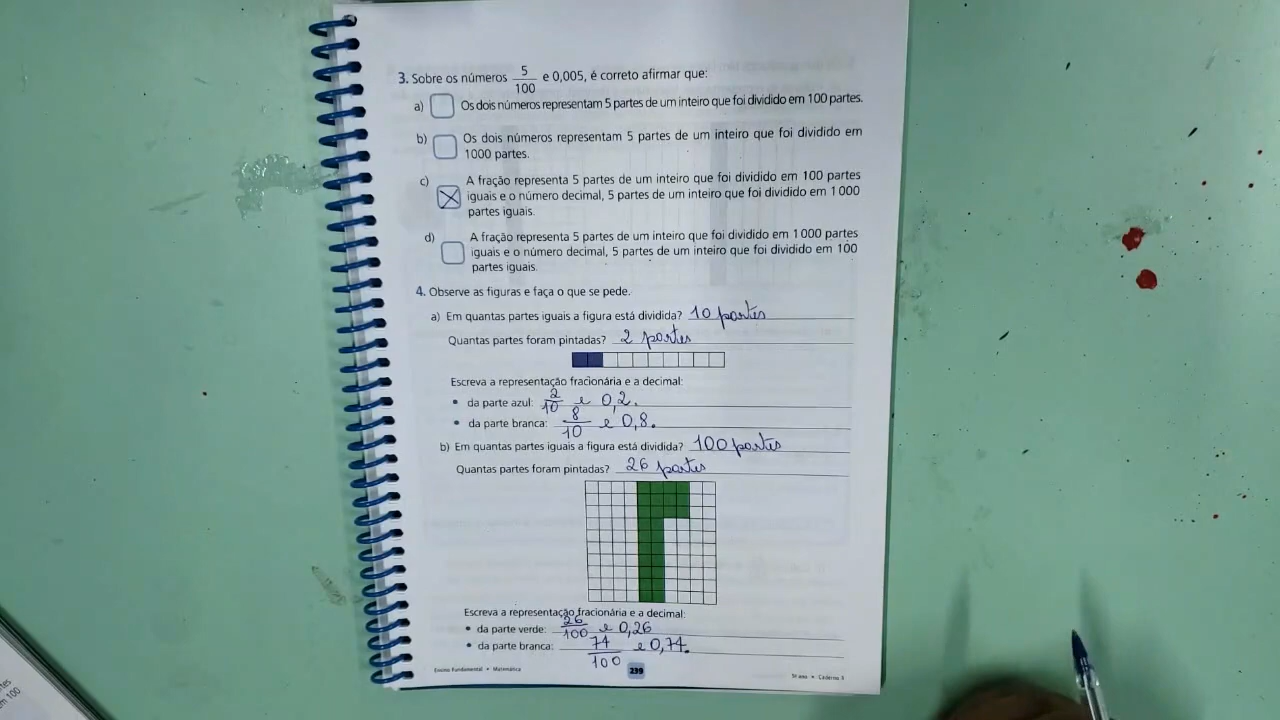 3. Sobre os números 5/100 e 0,005, é correto afirmar que:
a) Os dois números representam 5 partes de um inteiro que foi dividido em 100 partes.
b) Os dois números representam 5 partes de um inteiro que foi dividido em
1000 partes.
c) A fração representa 5 partes de um inteiro que foi dividido em 100 partes
iguais e o número decimal, 5 partes de um inteiro que foi dividido em 1 000
partes iguais.
d) A fração representa 5 partes de um inteiro que foi dividido em 1 000 partes
iguais e o número decimal, 5 partes de um inteiro que foi dividido em 100
partes iguais.
4. Observe as figuras e faça o que se pede.
a) Em quantas partes iguais a figura está dividida? 10 partes
Quantas partes foram pintadas? 2 partes
Escreva a representação fracionária e a decimal:
• da parte azul: 2/10 e 0,2.
• da parte branca: 8/10 e 0,8.
b) Em quantas partes iguais a figura está dividida? 100 partes
Quantas partes foram pintadas? 26 partes
Escreva a representação fracionária e a decimal:
• da parte verde: 26/100 e 0,26
• da parte branca: 74/100 e 0,74.
Ensino Fundamental • Matemática
299
5º ano • Caderno